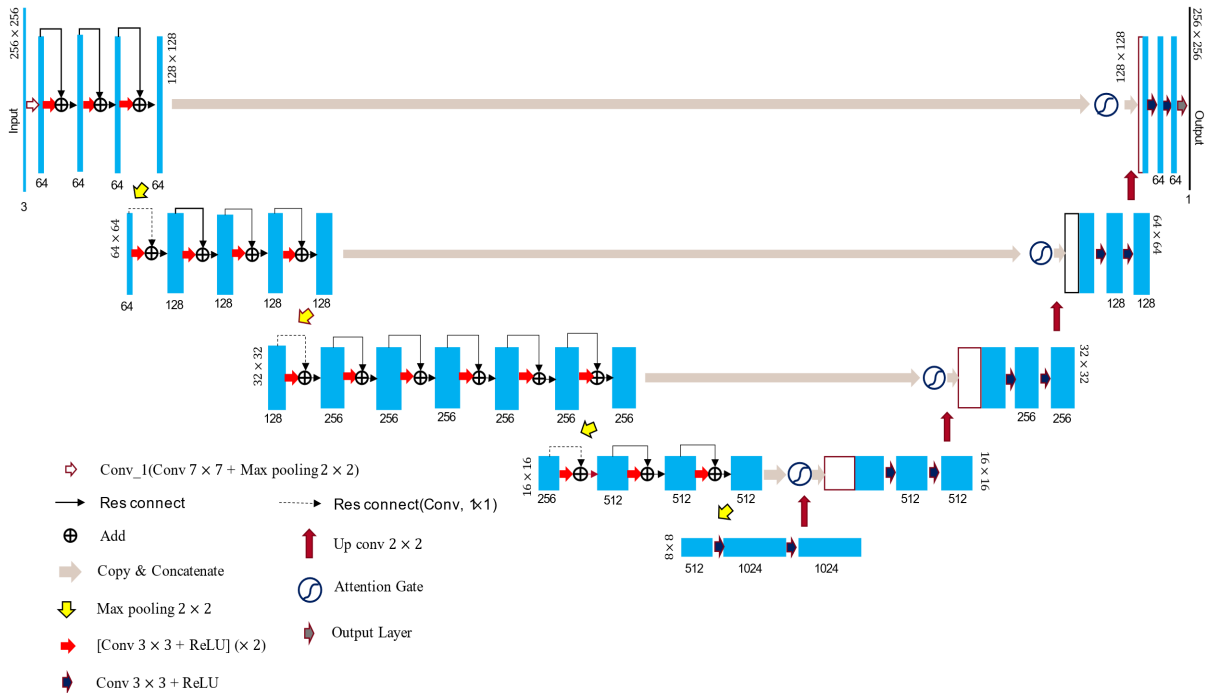 256 × 256
Input
3
64
64
64
64
128 × 128
128 × 128
256 × 256
Output
64
64
1
64 × 64
64
128
128
128
128
64 × 64
128
128
32 × 32
128
256
256
256
256
256
256
32 × 32
256
256
16 × 16
256
512
512
512
16 × 16
512
512
8×8
512
1024
1024
Conv_1(Conv 7 × 7 + Max pooling 2 × 2)
Res connect
Res connect(Conv, 1×1)
Add
Up conv 2 × 2
Copy & Concatenate
Attention Gate
Max pooling 2 × 2
Output Layer
[Conv 3 × 3 + ReLU] (× 2)
Conv 3 × 3 + ReLU